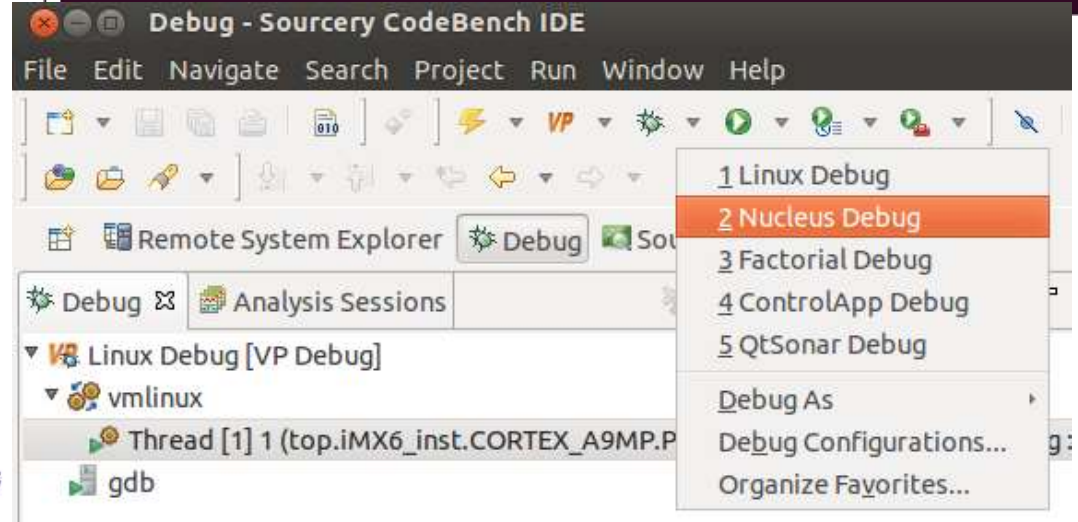 Debug - Sourcery CodeBench IDE
File Edit Navigate Search Project Run Window Help
010 VP
1 Linux Debug
2 Nucleus Debug
3 Factorial Debug
4 ControlApp Debug
5 QtSonar Debug
Debug As
Debug Configurations...
Organize Favorites...
Remote System Explorer Debug Sou
Debug Analysis Sessions
Linux Debug [VP Debug]
vmlinux
Thread [1] 1 (top.iMX6_inst.CORTEX_A9MP.P
gdb